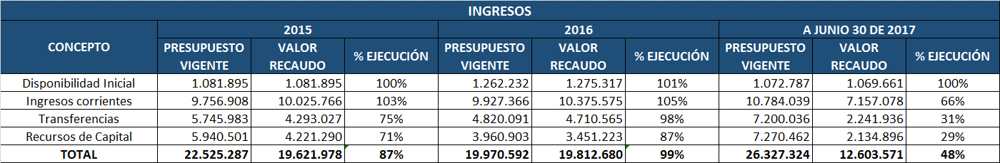 INGRESOS
CONCEPTO 2015 2016 A JUNIO 30 DE 2017
PRESUPUESTO VIGENTE VALOR RECAUDO % EJECUCIÓN PRESUPUESTO VIGENTE VALOR RECAUDO % EJECUCIÓN PRESUPUESTO VIGENTE VALOR RECAUDO % EJECUCIÓN
Disponibilidad Inicial 1.081.895 1.081.895 100% 1.262.232 1.275.317 101% 1.072.787 1.069.661 100%
Ingresos corrientes 9.756.908 10.025.766 103% 9.927.366 10.375.575 105% 10.784.039 7.157.078 66%
Transferencias 5.745.983 4.293.027 75% 4.820.091 4.710.565 98% 7.200.036 2.241.936 31%
Recursos de Capital 5.940.501 4.221.290 71% 3.960.903 3.451.223 87% 7.270.462 2.134.896 29%
TOTAL 22.525.287 19.621.978 87% 19.970.592 19.812.680 99% 26.327.324 12.603.571 48%